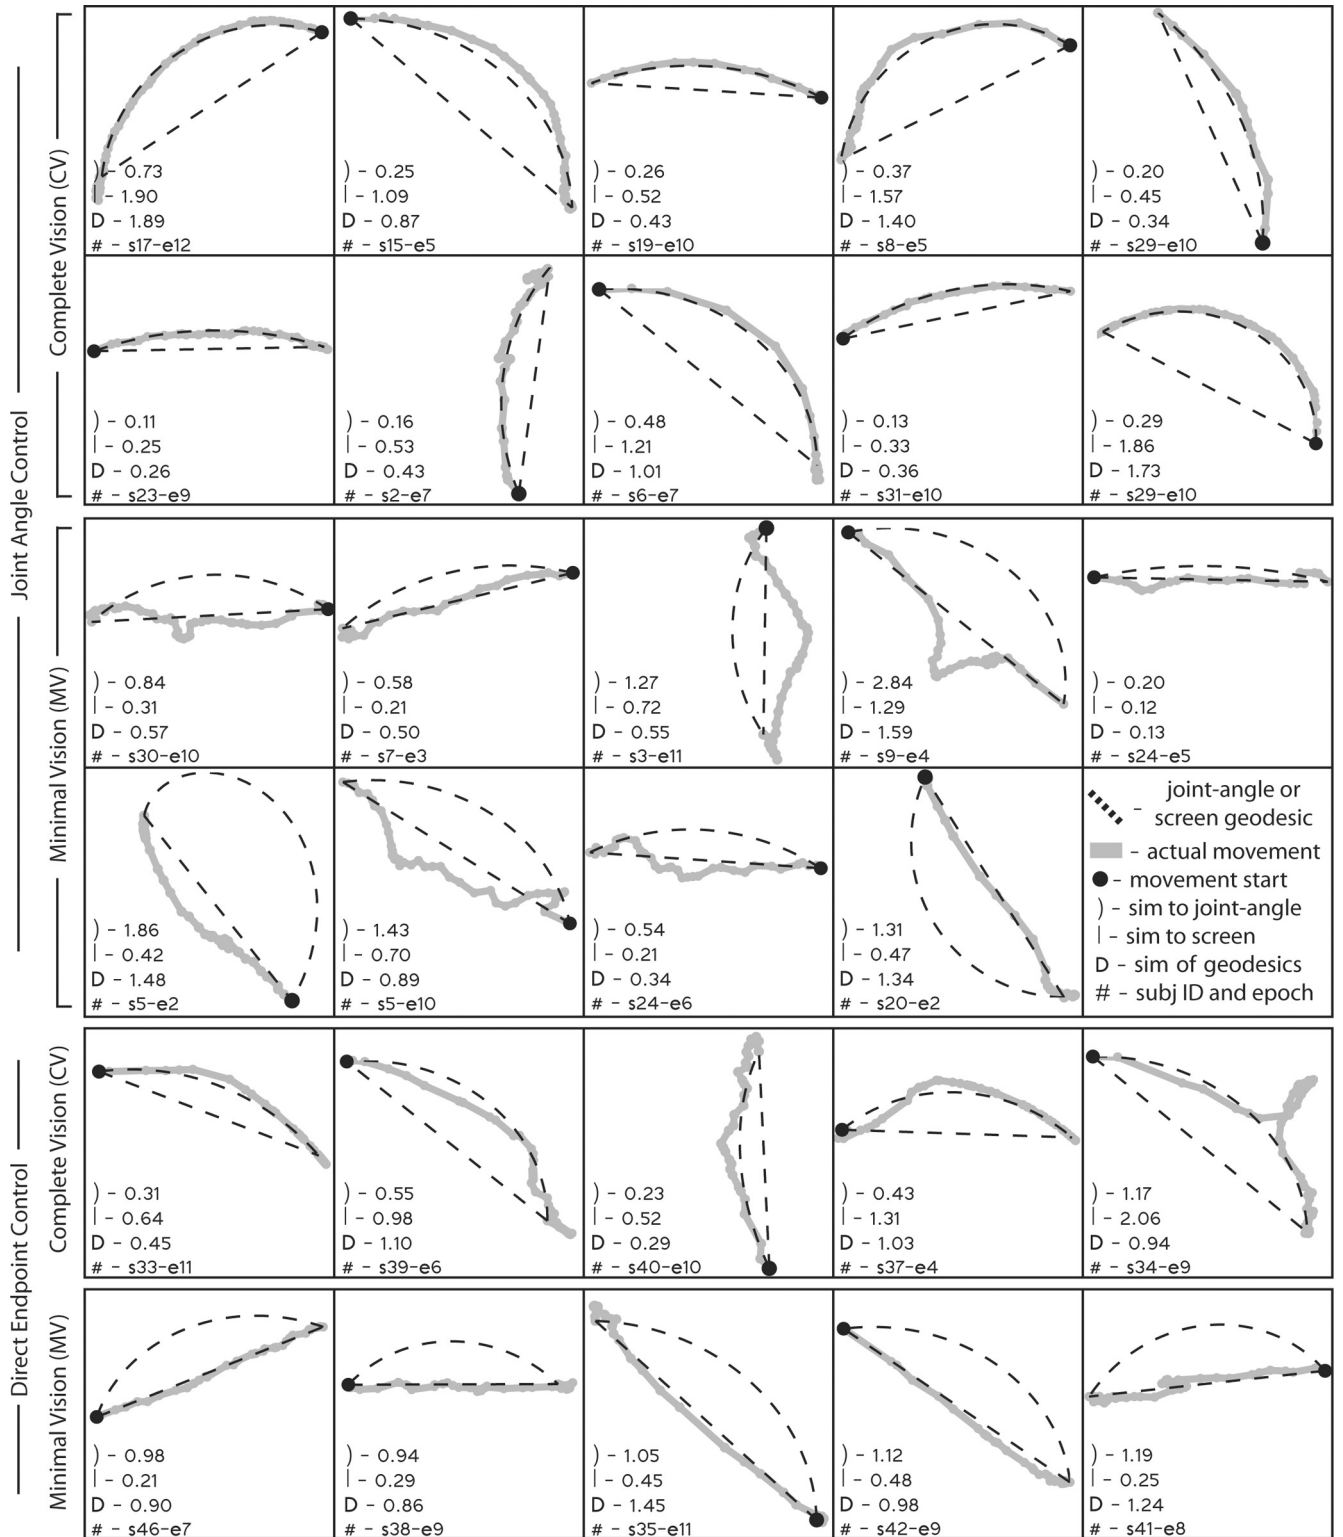 Joint Angle Control
Complete Vision (CV)
) - 0.73
| - 1.90
D - 1.89
# - s17-e12
) - 0.25
| - 1.09
D - 0.87
# - s15-e5
) - 0.26
| - 0.52
D - 0.43
# - s19-e10
) - 0.37
| - 1.57
D - 1.40
# - s8-e5
) - 0.20
| - 0.45
D - 0.34
# - s29-e10
) - 0.11
| - 0.25
D - 0.26
# - s23-e9
) - 0.16
| - 0.53
D - 0.43
# - s2-e7
) - 0.48
| - 1.21
D - 1.01
# - s6-e7
) - 0.13
| - 0.33
D - 0.36
# - s31-e10
) - 0.29
| - 1.86
D - 1.73
# - s29-e10
Minimal Vision (MV)
) - 0.84
| - 0.31
D - 0.57
# - s30-e10
) - 0.58
| - 0.21
D - 0.50
# - s7-e3
) - 1.27
| - 0.72
D - 0.55
# - s3-e11
) - 2.84
| - 1.29
D - 1.59
# - s9-e4
) - 0.20
| - 0.12
D - 0.13
# - s24-e5
) - 1.86
| - 0.42
D - 1.48
# - s5-e2
) - 1.43
| - 0.70
D - 0.89
# - s5-e10
) - 0.54
| - 0.21
D - 0.34
# - s24-e6
) - 1.31
| - 0.47
D - 1.34
# - s20-e2
- joint-angle or
screen geodesic
- actual movement
- movement start
) - sim to joint-angle
| - sim to screen
D - sim of geodesics
# - subj ID and epoch
Direct Endpoint Control
Complete Vision (CV)
) - 0.31
| - 0.64
D - 0.45
# - s33-e11
) - 0.55
| - 0.98
D - 1.10
# - s39-e6
) - 0.23
| - 0.52
D - 0.29
# - s40-e10
) - 0.43
| - 1.31
D - 1.03
# - s37-e4
) - 1.17
| - 2.06
D - 0.94
# - s34-e9
Minimal Vision (MV)
) - 0.98
| - 0.21
D - 0.90
# - s46-e7
) - 0.94
| - 0.29
D - 0.86
# - s38-e9
) - 1.05
| - 0.45
D - 1.45
# - s35-e11
) - 1.12
| - 0.48
D - 0.98
# - s42-e9
) - 1.19
| - 0.25
D - 1.24
# - s41-e8